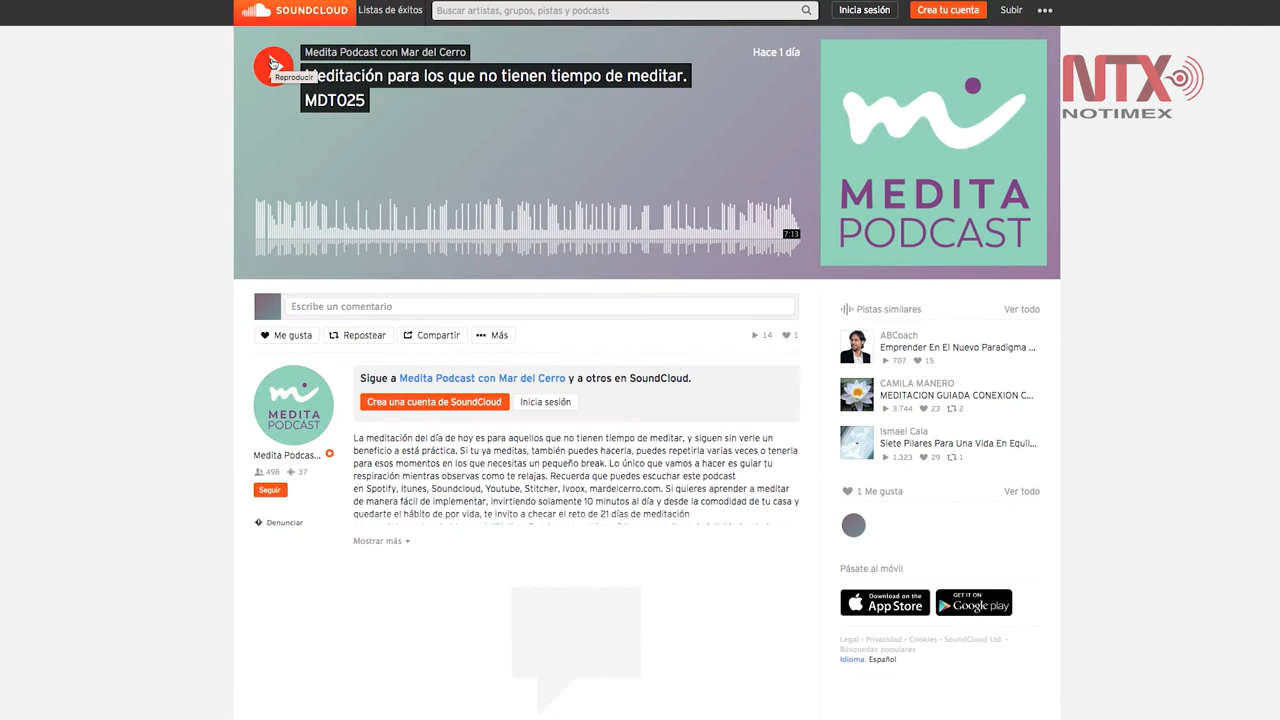 SOUNDCLOUD
Listas de éxitos
Buscar artistas, grupos, pistas y podcasts
Inicia sesión
Crea tu cuenta
Subir
Medita Podcast con Mar del Cerro
Hace 1 día
Meditación para los que no tienen tiempo de meditar.
Reproducir
MDT025
7:13
MEDITA
PODCAST
NTX
NOTIMEX
Escribe un comentario
Me gusta
Repostear
Compartir
Más
14
1
Sigue a Medita Podcast con Mar del Cerro y a otros en SoundCloud.
Crea una cuenta de SoundCloud
Inicia sesión
MEDITA
PODCAST
Medita Podcas...
498
37
Seguir
Denunciar
La meditación del día de hoy es para aquellos que no tienen tiempo de meditar, y siguen sin verle un
beneficio a está práctica. Si tu ya meditas, también puedes hacerla, puedes repetirla varias veces o tenerla
para esos momentos en los que necesitas un pequeño break. Lo único que vamos a hacer es guiar tu
respiración mientras observas como te relajas. Recuerda que puedes escuchar este podcast
en Spotify, Itunes, Soundcloud, Youtube, Stitcher, Ivoox, mardelcerro.com. Si quieres aprender a meditar
de manera fácil de implementar, invirtiendo solamente 10 minutos al día y desde la comodidad de tu casa y
quedarte el hábito de por vida, te invito a checar el reto de 21 días de meditación
Mostrar más
Pistas similares
Ver todo
ABCoach
Emprender En El Nuevo Paradigma ...
707
15
CAMILA MANERO
MEDITACION GUIADA CONEXION C...
3.744
23
2
Ismael Cala
Siete Pilares Para Una Vida En Equili...
1.323
29
1
1 Me gusta
Ver todo
Pásate al móvil
Download on the
App Store
GET IT ON
Google play
Legal - Privacidad - Cookies - SoundCloud Ltd. -
Búsquedas populares
Idioma: Español